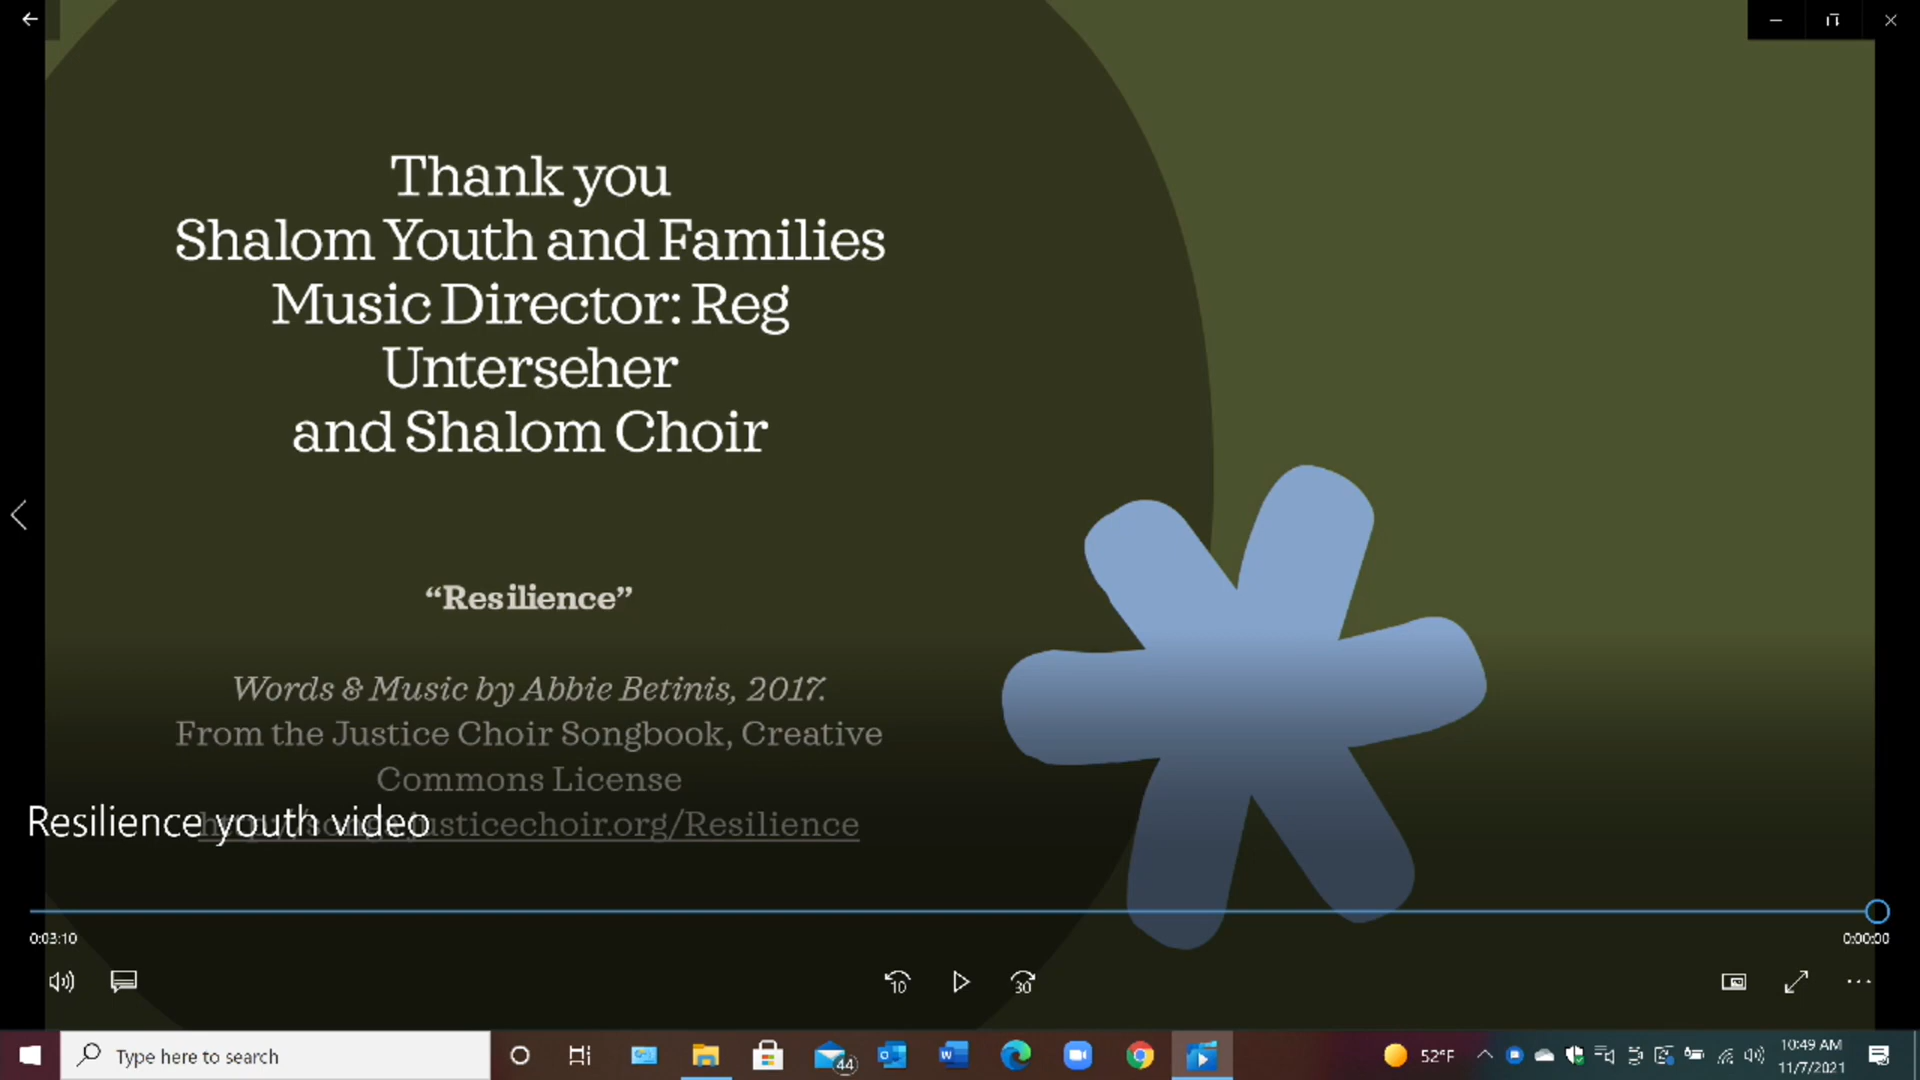 Thank you
Shalom Youth and Families
Music Director: Reg
Unterseher
and Shalom Choir
“Resilience”
Words & Music by Abbie Betinis, 2017.
From the Justice Choir Songbook, Creative
Commons License
justicechoir.org/Resilience
Resilience youth video
0:03:10
0:00:00
10
30
Type here to search
44
52°F
10:49 AM
11/7/2021